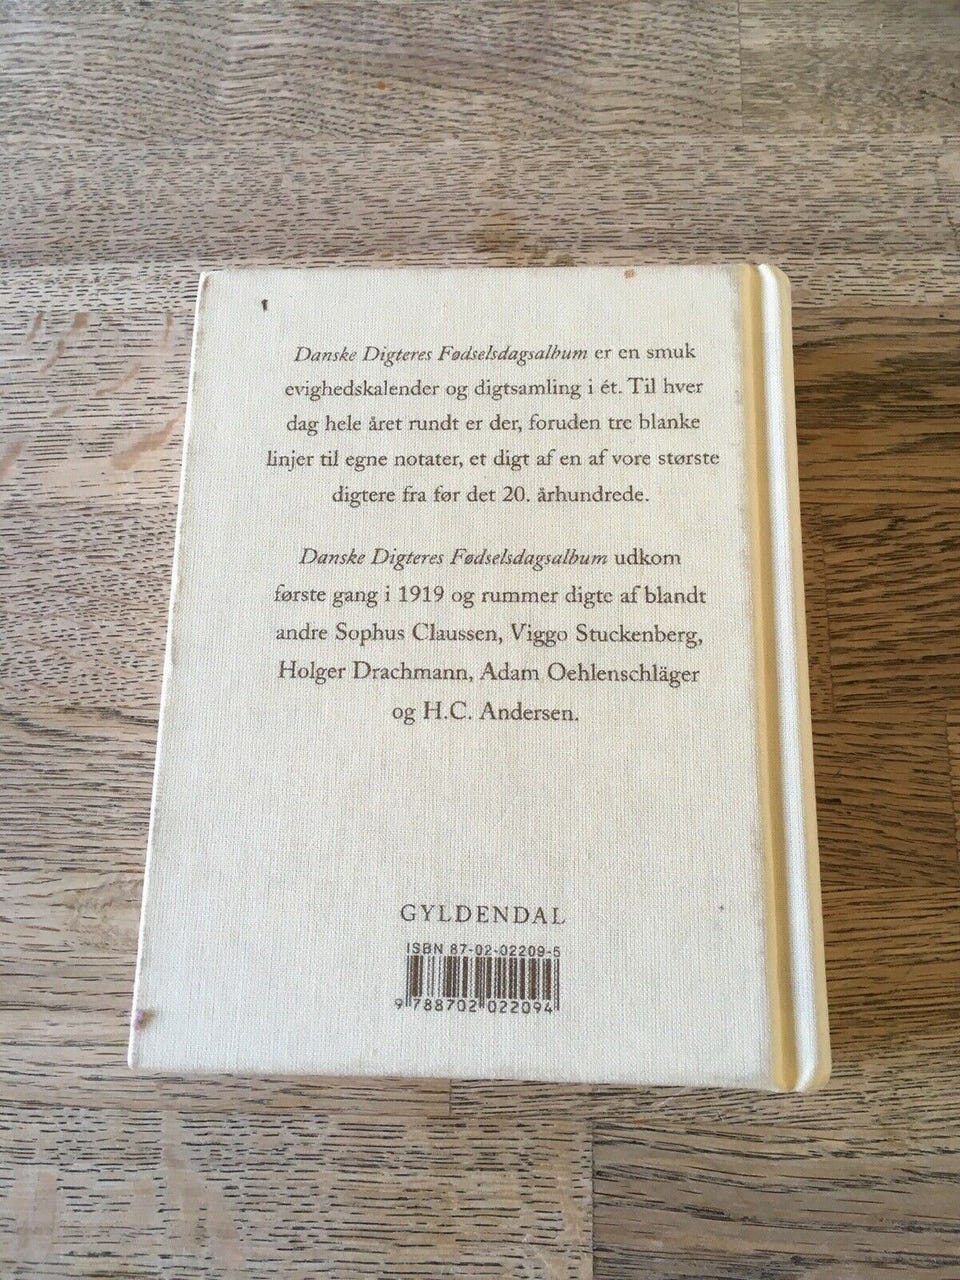 Danske Digteres Fødselsdagsalbum er en smuk
evighedskalender og digtsamling i ét. Til hver
dag hele året rundt er der, foruden tre blanke
linjer til egne notater, et digt af en af vore største
digtere fra før det 20. århundrede.
Danske Digteres Fødselsdagsalbum udkom
første gang i 1919 og rummer digte af blandt
andre Sophus Claussen, Viggo Stuckenberg,
Holger Drachmann, Adam Oehlenschläger
og H.C. Andersen.
GYLDENDAL
ISBN 87-02-02209-5
9 788702 022094